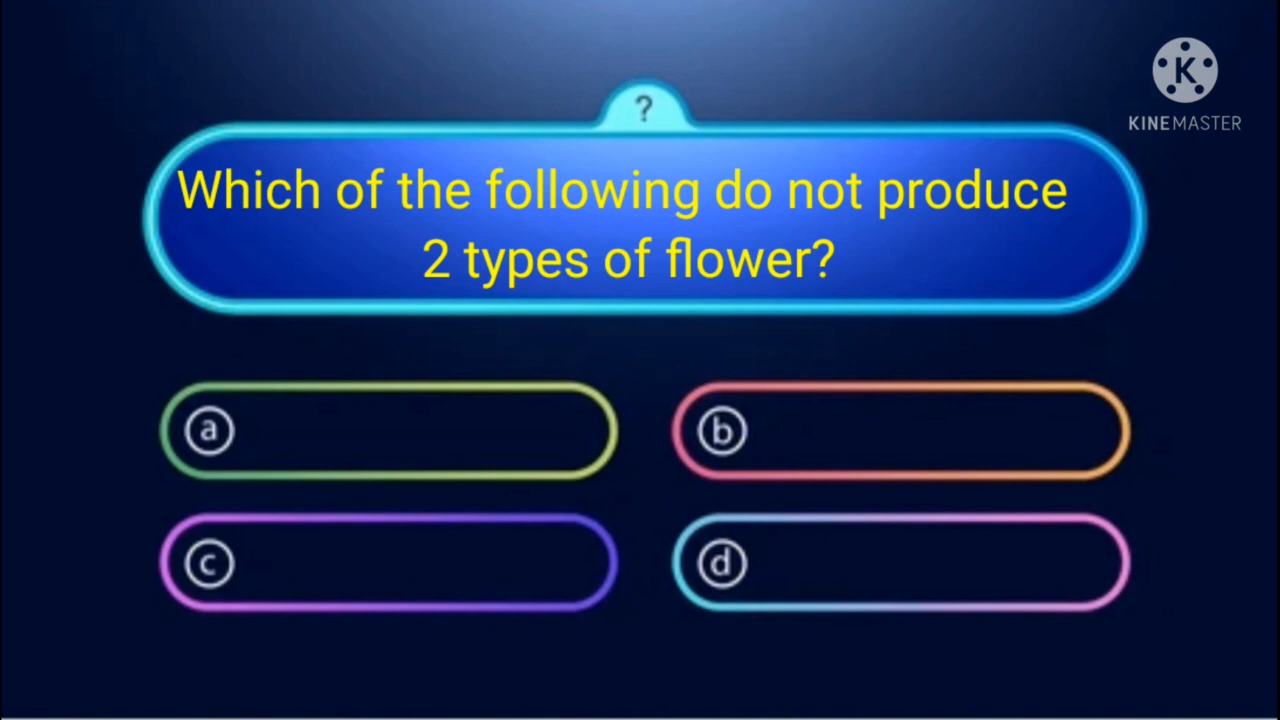 KINEMASTER
?
Which of the following do not produce
2 types of flower?
a
b
c
d